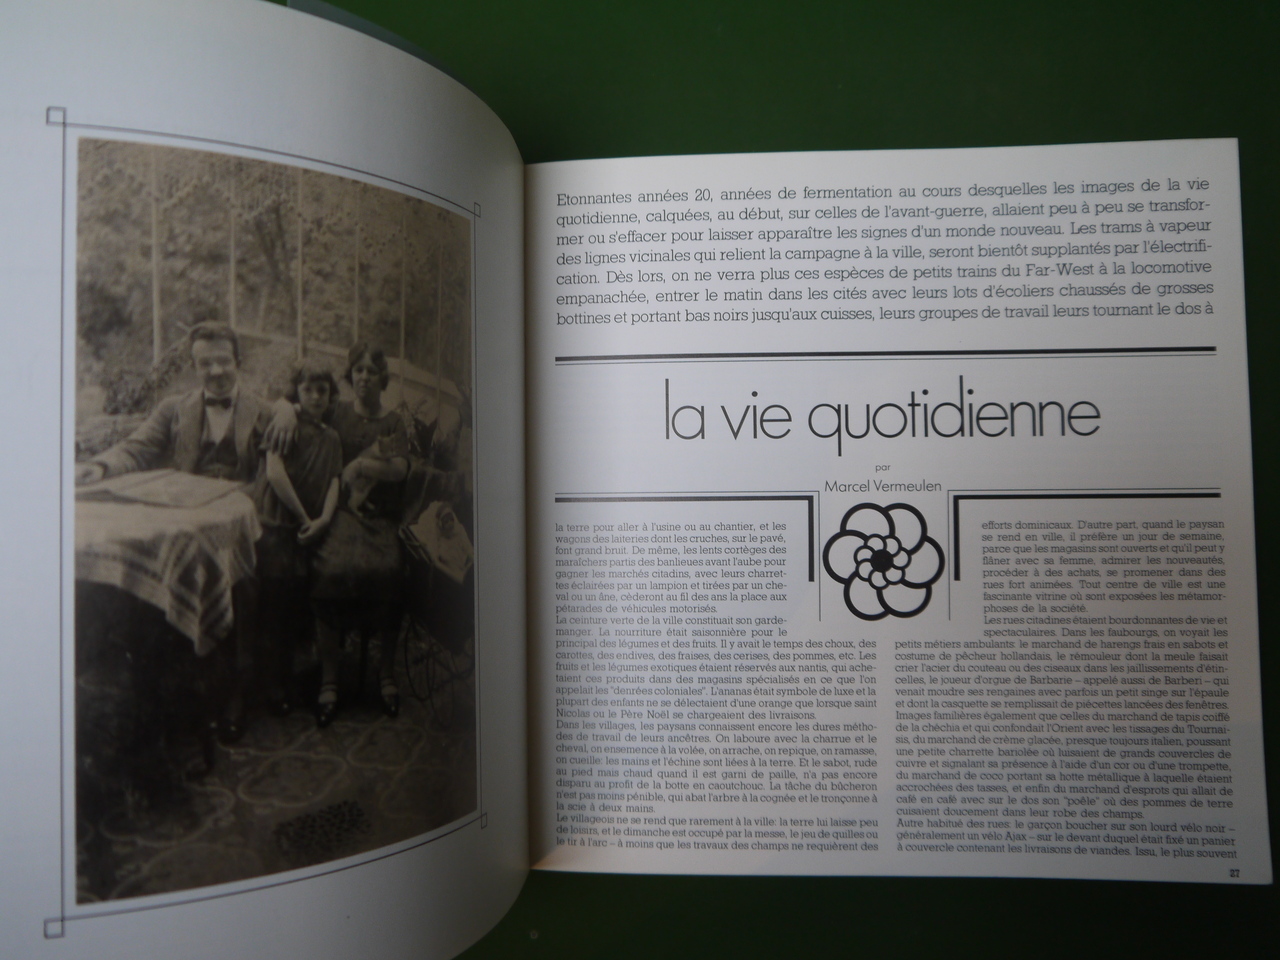 Etonnantes années 20, années de fermentation au cours desquelles les images de la vie
quotidienne, calquées, au début, sur celles de l'avant-guerre, allaient peu à peu se transfor-
mer ou s'effacer pour laisser apparaître les signes d'un monde nouveau. Les trams à vapeur
des lignes vicinales qui relient la campagne à la ville, seront bientôt supplantés par l'électrifi-
cation. Dès lors, on ne verra plus ces espèces de petits trains du Far-West à la locomotive
empanachée, entrer le matin dans les cités avec leurs lots d'écoliers chaussés de grosses
bottines et portant bas noirs jusqu'aux cuisses, leurs groupes de travail leurs tournant le dos à
la vie quotidienne
par
Marcel Vermeulen
la terre pour aller à l'usine ou au chantier, et les
wagons des laiteries dont les cruches, sur le pavé,
font grand bruit. De même, les lents cortèges des
maraîchers partis des banlieues avant l'aube pour
gagner les marchés citadins, avec leurs charret-
tes éclairées par un lampion et tirées par un che-
val ou un âne, cèderont au fil des ans la place aux
pétarades de véhicules motorisés.
La ceinture verte de la ville constituait son garde-
manger. La nourriture était saisonnière pour le
principal des légumes et des fruits. Il y avait le temps des choux, des
carottes, des endives, des fraises, des cerises, des pommes, etc. Les
fruits et les légumes exotiques étaient réservés aux nantis, qui ache-
taient ces produits dans des magasins spécialisés en ce que l'on
appelait les "denrées coloniales". L'ananas était symbole de luxe et la
plupart des enfants ne se délectaient d'une orange que lorsque saint
Nicolas ou le Père Noël se chargeaient des livraisons.
Dans les villages, les paysans connaissent encore les dures métho-
des de travail de leurs ancêtres. On laboure avec la charrue et le
cheval, on ensemence à la volée, on arrache, on repique, on ramasse,
on cueille: les mains et l'échine sont liées à la terre. Et le sabot, rude
au pied mais chaud quand il est garni de paille, n'a pas encore
disparu au profit de la botte en caoutchouc. La tâche du bûcheron
n'est pas moins pénible, qui abat l'arbre à la cognée et le tronçonne à
la scie à deux mains.
Le villageois ne se rend que rarement à la ville: la terre lui laisse peu
de loisirs, et le dimanche est occupé par la messe, le jeu de quilles ou
le tir à l'arc – à moins que les travaux des champs ne requièrent des
efforts dominicaux. D'autre part, quand le paysan
se rend en ville, il préfère un jour de semaine,
parce que les magasins sont ouverts et qu'il peut y
flâner avec sa femme, admirer les nouveautés,
procéder à des achats, se promener dans des
rues fort animées. Tout centre de ville est une
fascinante vitrine où sont exposées les métamor-
phoses de la société.
Les rues citadines étaient bourdonnantes de vie et
spectaculaires. Dans les faubourgs, on voyait les
petits métiers ambulants: le marchand de harengs frais en sabots et
costume de pêcheur hollandais, le rémouleur dont la meule faisait
crier l'acier du couteau ou des ciseaux dans les jaillissements d'étin-
celles, le joueur d'orgue de Barbarie – appelé aussi de Barberi – qui
venait moudre ses rengaines avec parfois un petit singe sur l'épaule
et dont la casquette se remplissait de piécettes lancées des fenêtres.
Images familières également que celles du marchand de tapis coiffé
de la chéchia et qui confondait l'Orient avec les tissages du Tournai-
sis, du marchand de crème glacée, presque toujours italien, poussant
une petite charrette bariolée où luisaient de grands couvercles de
cuivre et signalant sa présence à l'aide d'un cor ou d'une trompette,
du marchand de coco portant sa hotte métallique à laquelle étaient
accrochées des tasses, et enfin du marchand d'esprots qui allait de
café en café avec sur le dos son "poêle" où des pommes de terre
cuisaient doucement dans leur robe des champs.
Autre habitué des rues: le garçon boucher sur son lourd vélo noir –
généralement un vélo Ajax – sur le devant duquel était fixé un panier
à couvercle contenant les livraisons de viandes. Issu, le plus souvent
37